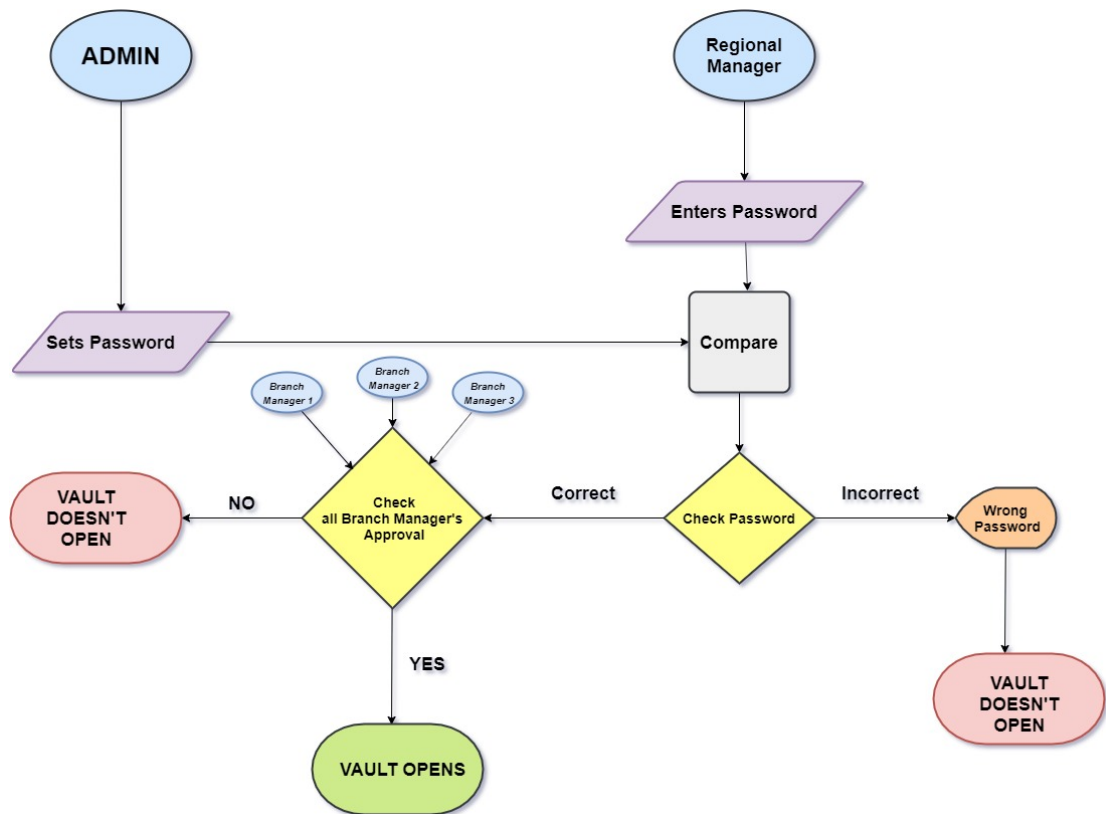 ADMIN
Regional
Manager
Enters Password
Sets Password
Compare
Branch
Manager 1
Branch
Manager 2
Branch
Manager 3
VAULT
DOESN'T
OPEN
NO
Check
all Branch Manager's
Approval
Correct
Check Password
Incorrect
Wrong
Password
YES
VAULT
DOESN'T
OPEN
VAULT OPENS